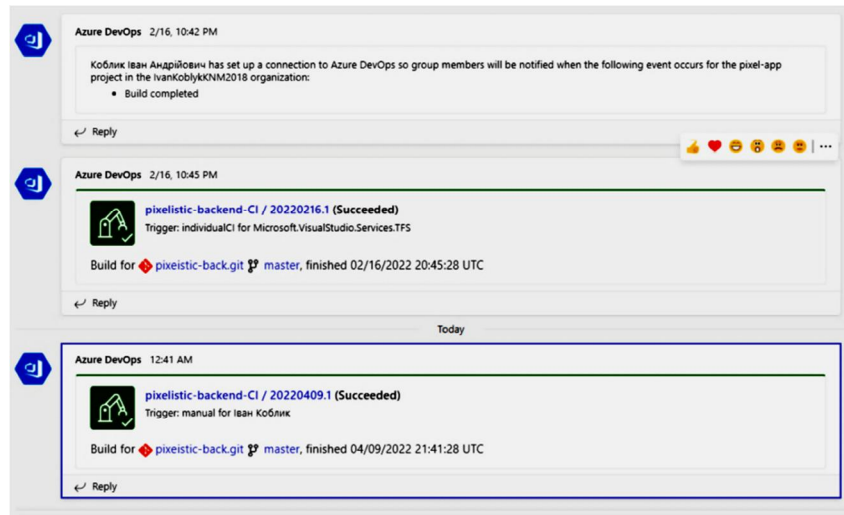 Azure DevOps 2/16, 10:42 PM
Коблик Іван Андрійович has set up a connection to Azure DevOps so group members will be notified when the following event occurs for the pixel-app
project in the IvanKoblykKNM2018 organization:
• Build completed
Reply
Azure DevOps 2/16, 10:45 PM
pixelistic-backend-CI / 20220216.1 (Succeeded)
Trigger: individualCI for Microsoft.VisualStudio.Services.TFS
Build for pixeistic-back.git master, finished 02/16/2022 20:45:28 UTC
Reply
Today
Azure DevOps 12:41 AM
pixelistic-backend-CI / 20220409.1 (Succeeded)
Trigger: manual for Іван Коблик
Build for pixeistic-back.git master, finished 04/09/2022 21:41:28 UTC
Reply